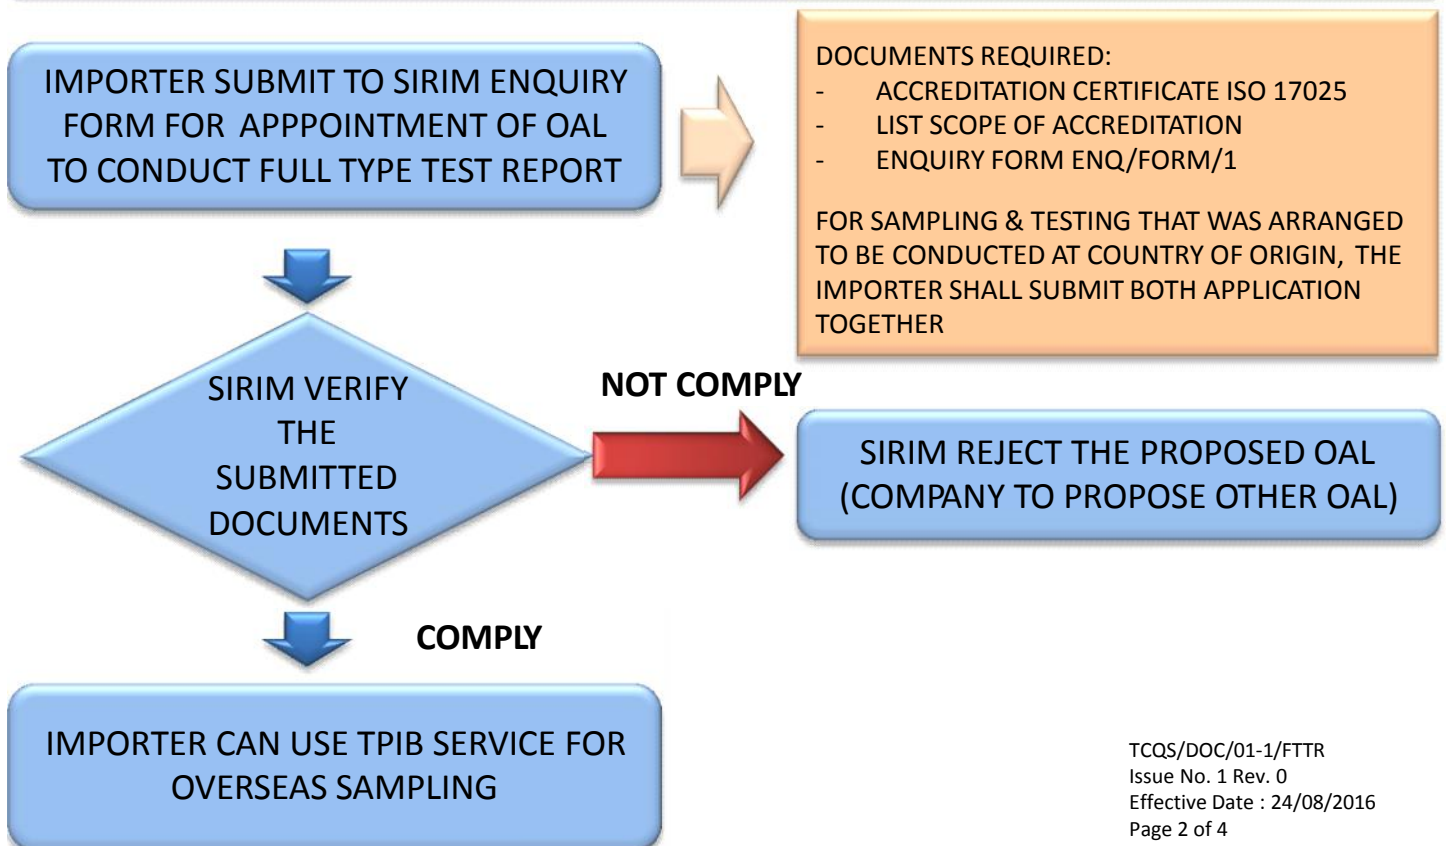 IMPORTER SUBMIT TO SIRIM ENQUIRY
FORM FOR APPPOINTMENT OF OAL
TO CONDUCT FULL TYPE TEST REPORT
DOCUMENTS REQUIRED:
- ACCREDITATION CERTIFICATE ISO 17025
- LIST SCOPE OF ACCREDITATION
- ENQUIRY FORM ENQ/FORM/1
FOR SAMPLING & TESTING THAT WAS ARRANGED
TO BE CONDUCTED AT COUNTRY OF ORIGIN, THE
IMPORTER SHALL SUBMIT BOTH APPLICATION
TOGETHER
SIRIM VERIFY
THE
SUBMITTED
DOCUMENTS
NOT COMPLY
SIRIM REJECT THE PROPOSED OAL
(COMPANY TO PROPOSE OTHER OAL)
COMPLY
IMPORTER CAN USE TPIB SERVICE FOR
OVERSEAS SAMPLING
TCQS/DOC/01-1/FTTR
Issue No. 1 Rev. 0
Effective Date : 24/08/2016
Page 2 of 4